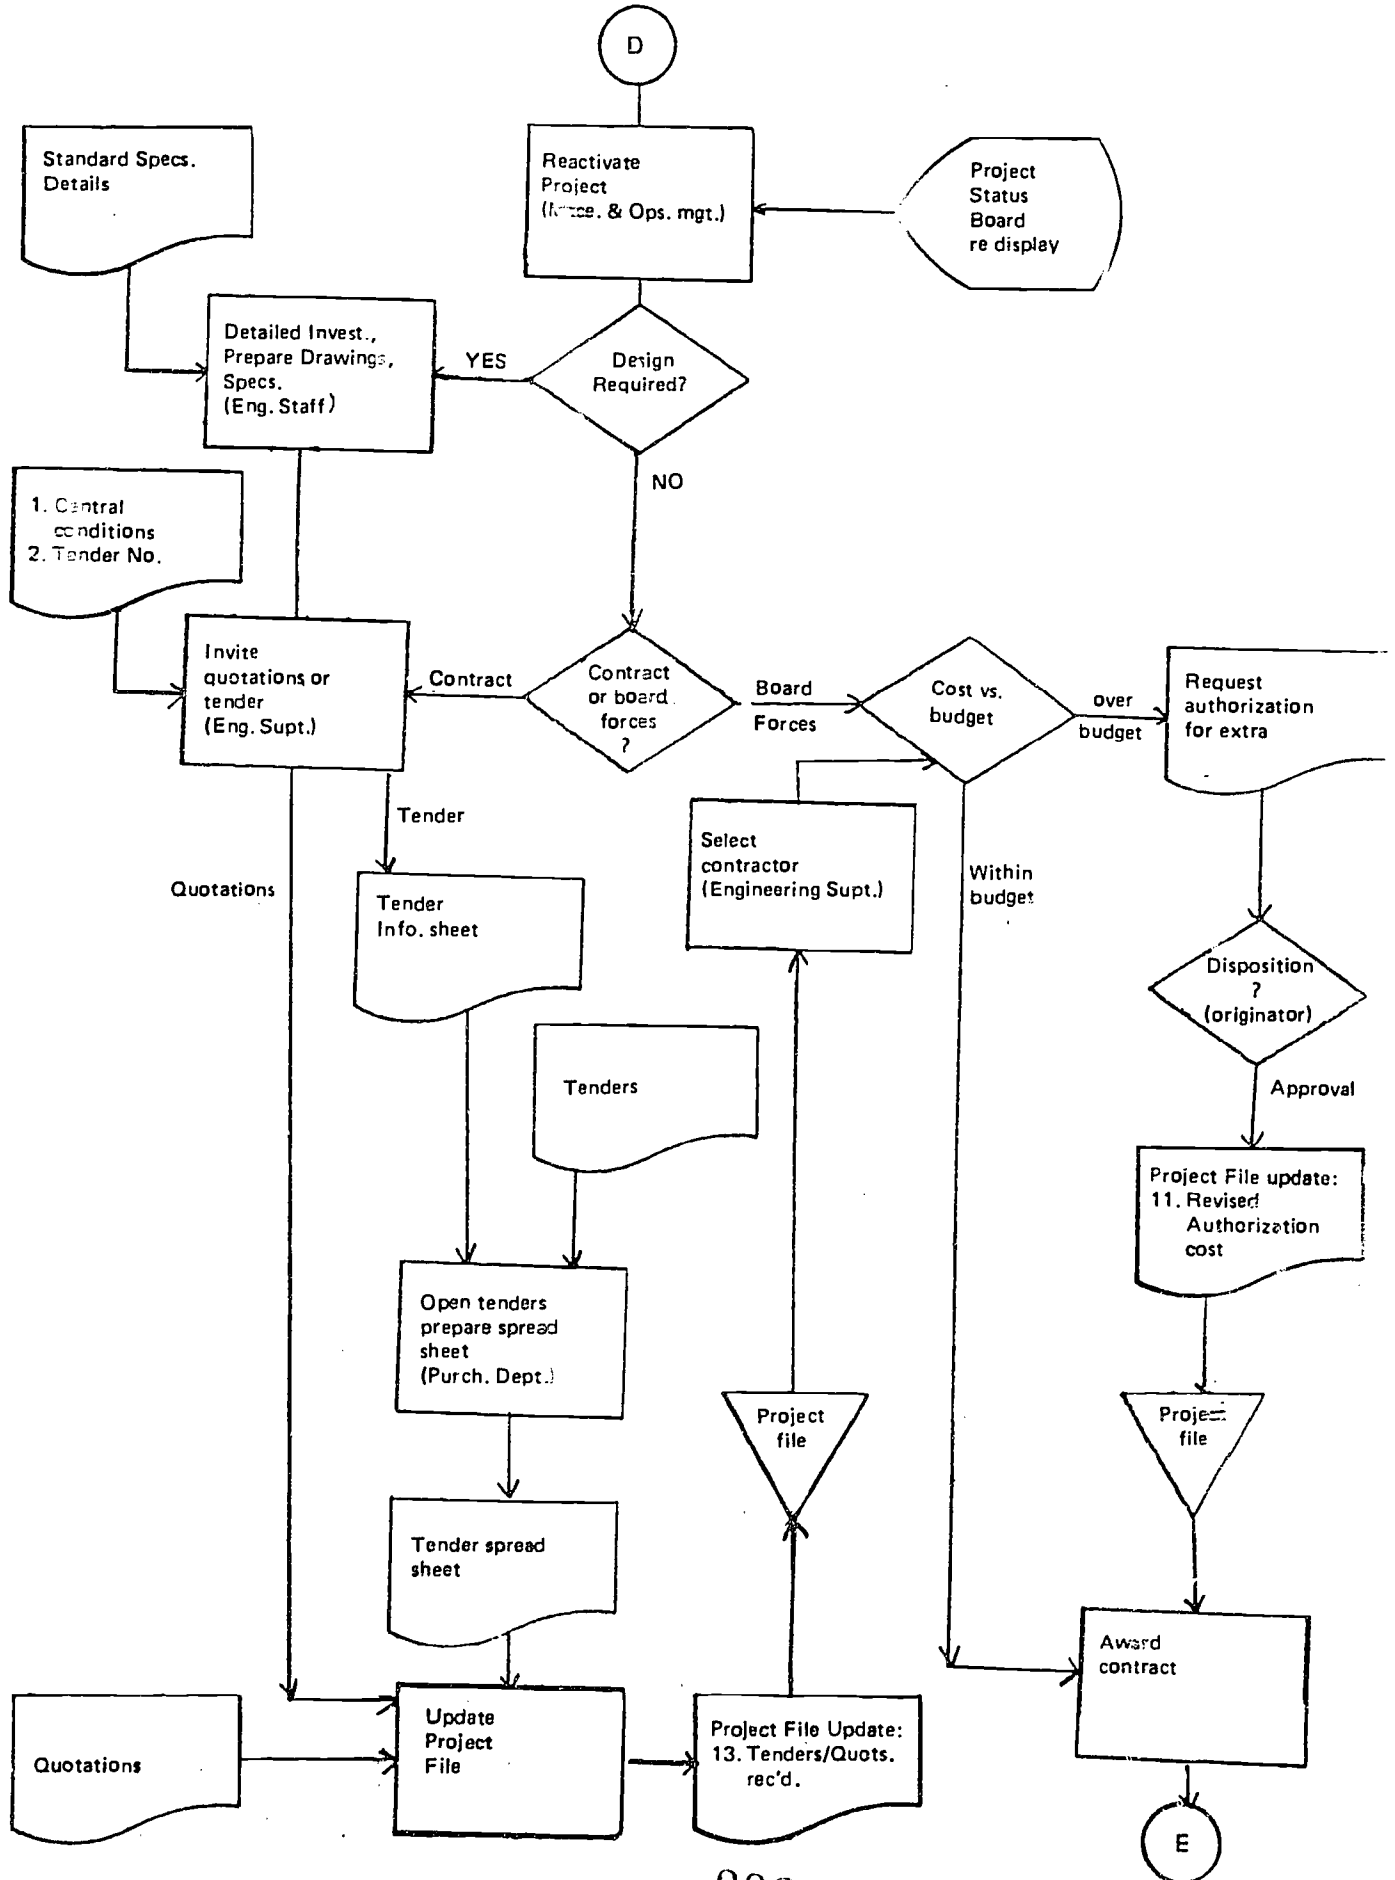 D
Standard Specs.
Details
Reactivate
Project
& Ops. mgt.)
Project
Status
Board
re display
Detailed Invest.,
Prepare Drawings,
Specs.
(Eng. Staff)
YES
Design
Required?
NO
1. Central
conditions
2. Tender No.
Invite
quotations or
tender
(Eng. Supt.)
Contract
Contract
or board
forces
?
Board
Forces
Cost vs.
budget
over
budget
Request
authorization
for extra
Tender
Quotations
Select
contractor
(Engineering Supt.)
Within
budget
Tender
Info. sheet
Disposition
?
(originator)
Tenders
Approval
Project File update:
11. Revised
Authorization
cost
Open tenders
prepare spread
sheet
(Purch. Dept.)
Project
file
Project
file
Tender spread
sheet
Award
contract
Quotations
Update
Project
File
Project File Update:
13. Tenders/Quots.
rec'd.
E